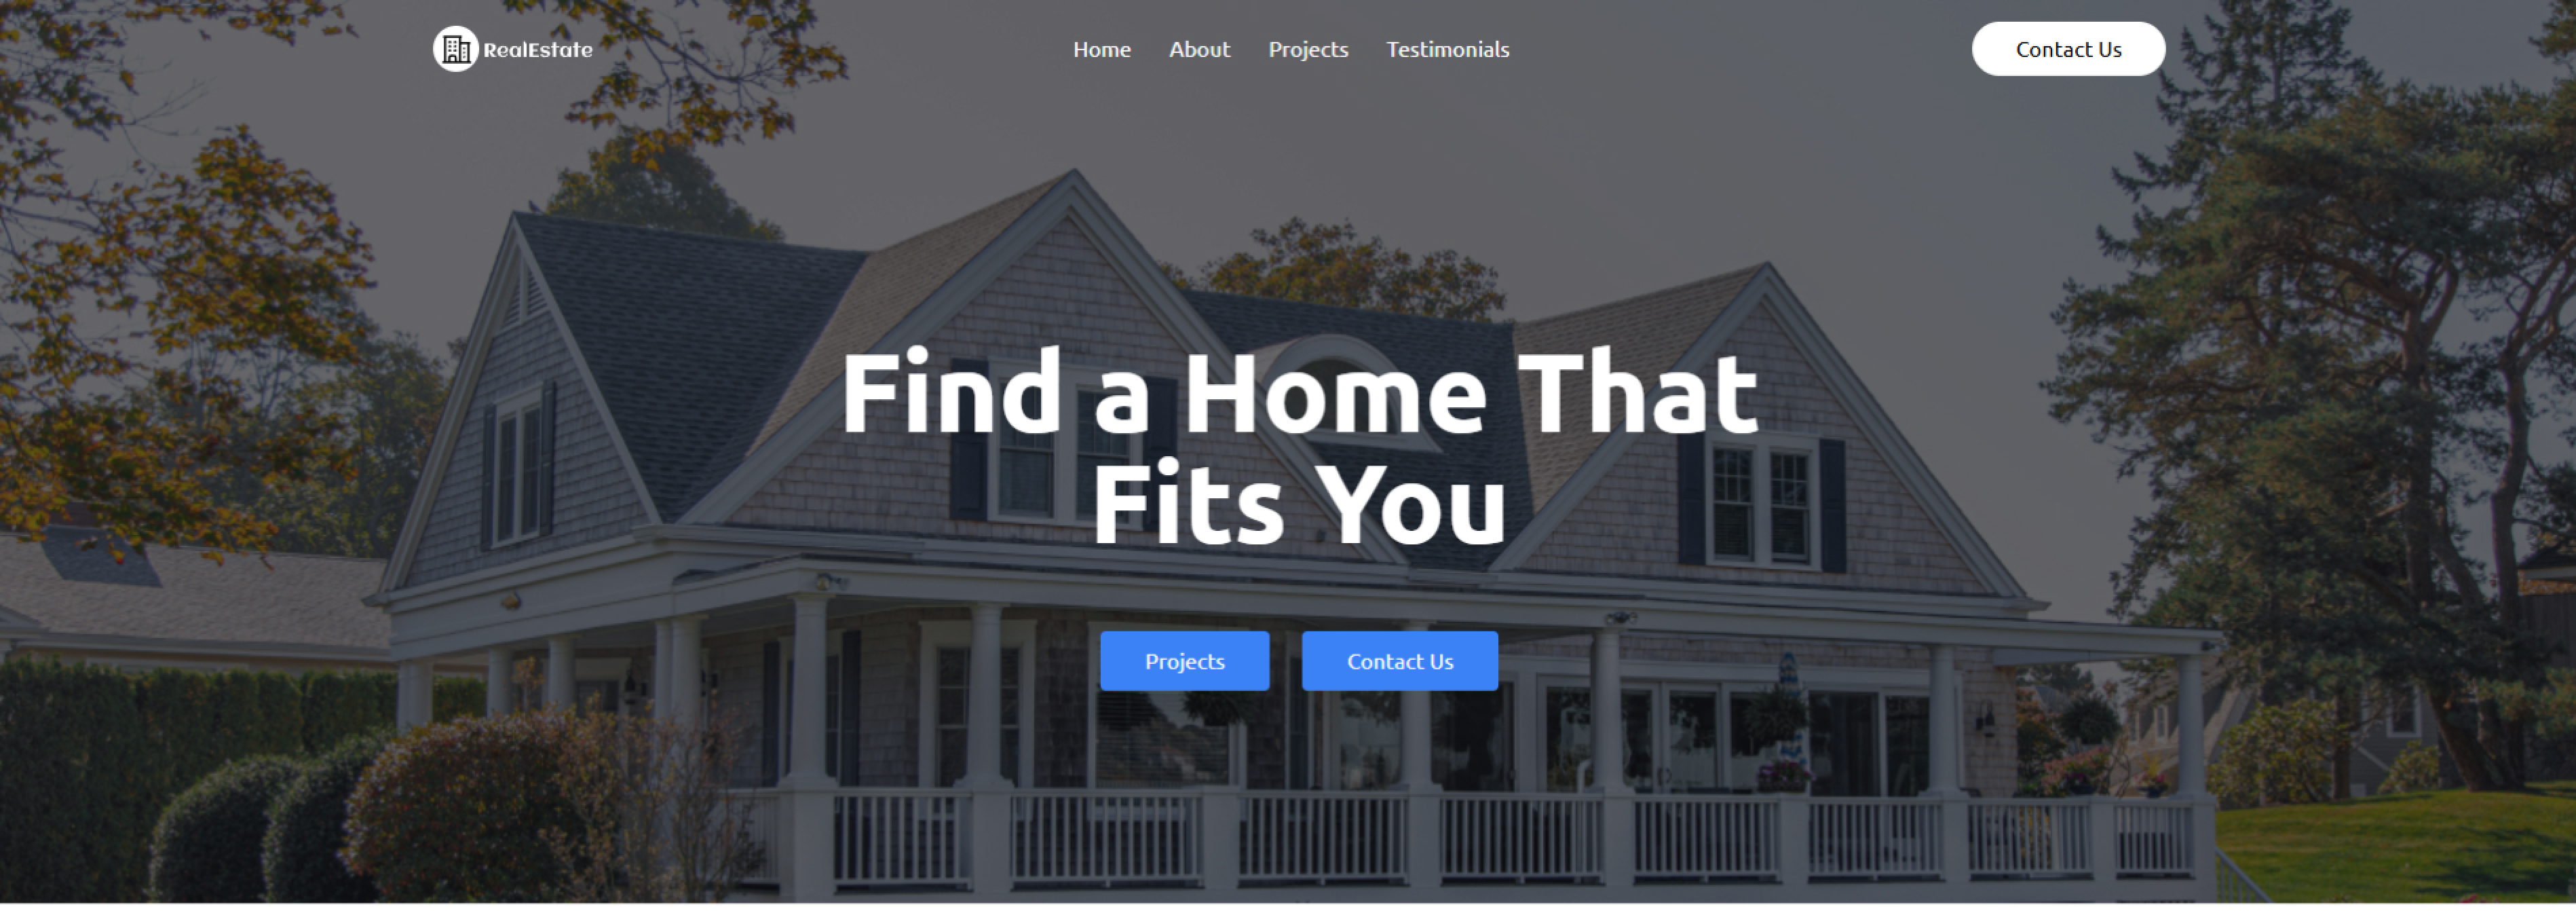 RealEstate
Home About Projects Testimonials
Contact Us
Find a Home That
Fits You
Projects Contact Us